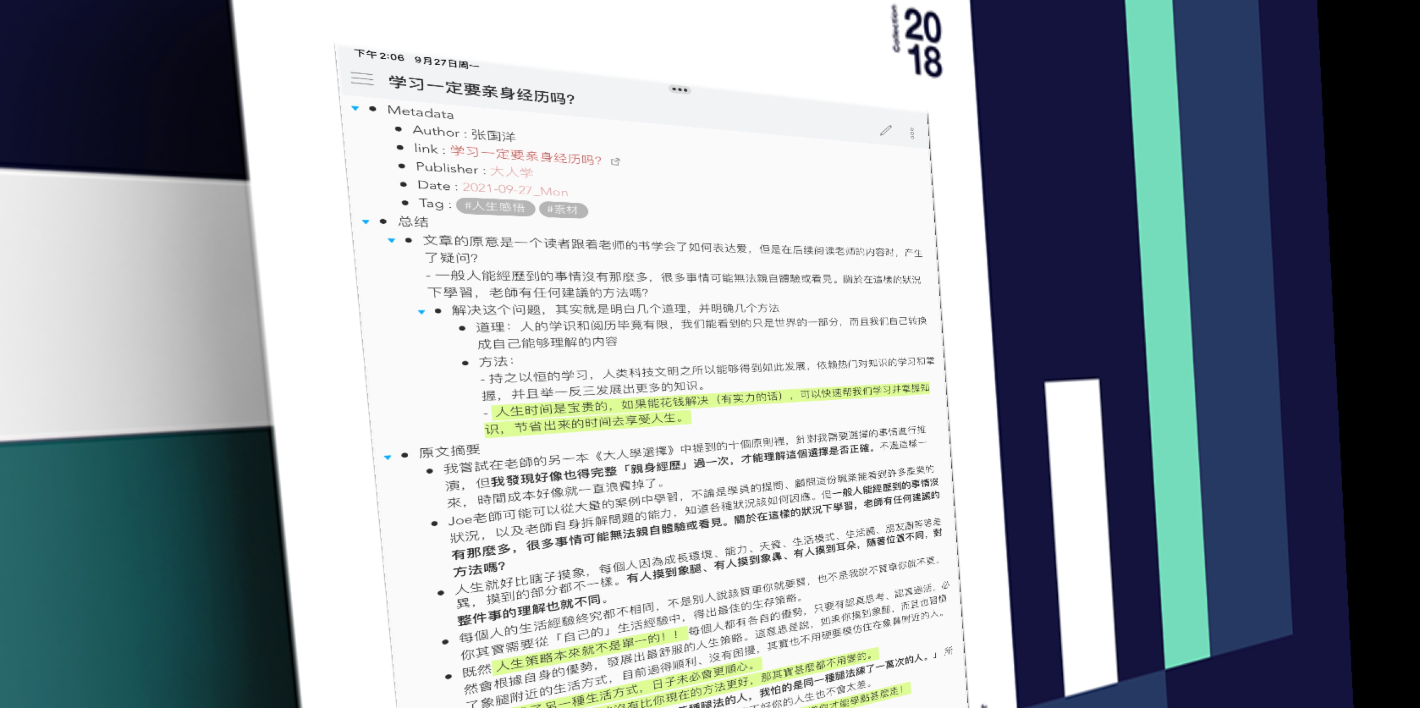 Collection
20
18
下午2:06 9月27日周一
学习一定要亲身经历吗?
Metadata
Author : 张国洋
link : 学习一定要亲身经历吗?
Publisher : 大人学
Date : 2021-09-27_Mon
Tag : #人生感悟 #素材
总结
文章的原意是一个读者跟着老师的书学会了如何表达爱，但是在后续阅读老师的内容时，产生
了疑问?
- 一般人能經歷到的事情沒有那麼多，很多事情可能無法親自體驗或看見。關於在這樣的狀況
下學習，老師有任何建議的方法嗎?
解决这个问题，其实就是明白几个道理，并明确几个方法
道理：人的学识和阅历毕竟有限，我们能看到的只是世界的一部分，而且我们自己转换
成自己能够理解的内容
方法：
- 持之以恒的学习，人类科技文明之所以能够得到如此发展，依赖热门对知识的学习和掌
握，并且举一反三发展出更多的知识。
- 人生时间是宝贵的，如果能花钱解决（有实力的话），可以快速帮我们学习并掌握知
识，节省出来的时间去享受人生。
原文摘要
我嘗試在老師的另一本《大人學選擇》中提到的十個原則裡，針對我需要選擇的事情進行推
演，但我發現好像也得完整「親身經歷」過一次，才能理解這個選擇是否正確。不過這樣一
來，時間成本好像就一直浪費掉了。
Joe老師可能可以從大量的案例中學習，不論是學員的提問、顧問這份職業能看到許多產業的
狀況，以及老師自身拆解問題的能力，知道各種狀況該如何因應。但一般人能經歷到的事情沒
有那麼多，很多事情可能無法親自體驗或看見。關於在這樣的狀況下學習，老師有任何建議的
方法嗎?
人生就好比瞎子摸象，每個人因為成長環境、能力、天資、生活模式、生活圈、朋友圈等等差
異，摸到的部分都不一樣。有人摸到象腿、有人摸到象鼻、有人摸到耳朵，隨著位置不同，對
整件事的理解也就不同。
每個人的生活經驗終究都不相同，不是別人說該買車你就要買，也不是我說不買車你就不買。
你其實需要從「自己的」生活經驗中，得出最佳的生存策略。
既然人生策略本來就不是單一的！！每個人都有各自的優勢，只要有認真思考、認真過活，必
然會根據自身的優勢，發展出最舒服的人生策略。這意思是說，如果你摸到象腿，而且也習慣
了象腿附近的生活方式，目前過得順利、沒有困擾，其實也不用硬要模仿住在象鼻附近的人。
了另一種生活方式，日子未必會更順心。
沒有比你現在的方法更好，那其實甚麼都不用變的。
種腿法的人，我怕的是同一種腿法練了一萬次的人。」所
好你的人生也不會太差。
你才能學點甚麼走!